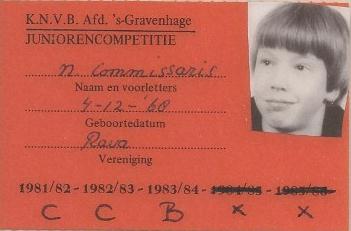 K.N.V.B. Afd. 's-Gravenhage
JUNIORENCOMPETITIE
n. Commissaris
Naam en voorletters
4-12-'68
Geboortedatum
Rava
Vereniging
1981/82 - 1982/83 - 1983/84 - 1984/85 - 1985/86
C C B x x